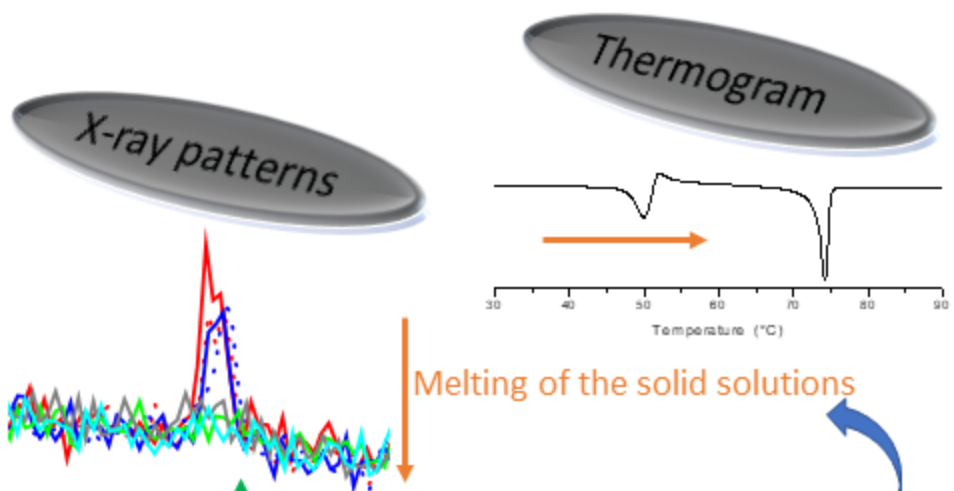 Thermogram
X-ray patterns
30 40 50 60 70 80 90
Temperature (°C)
Melting of the solid solutions